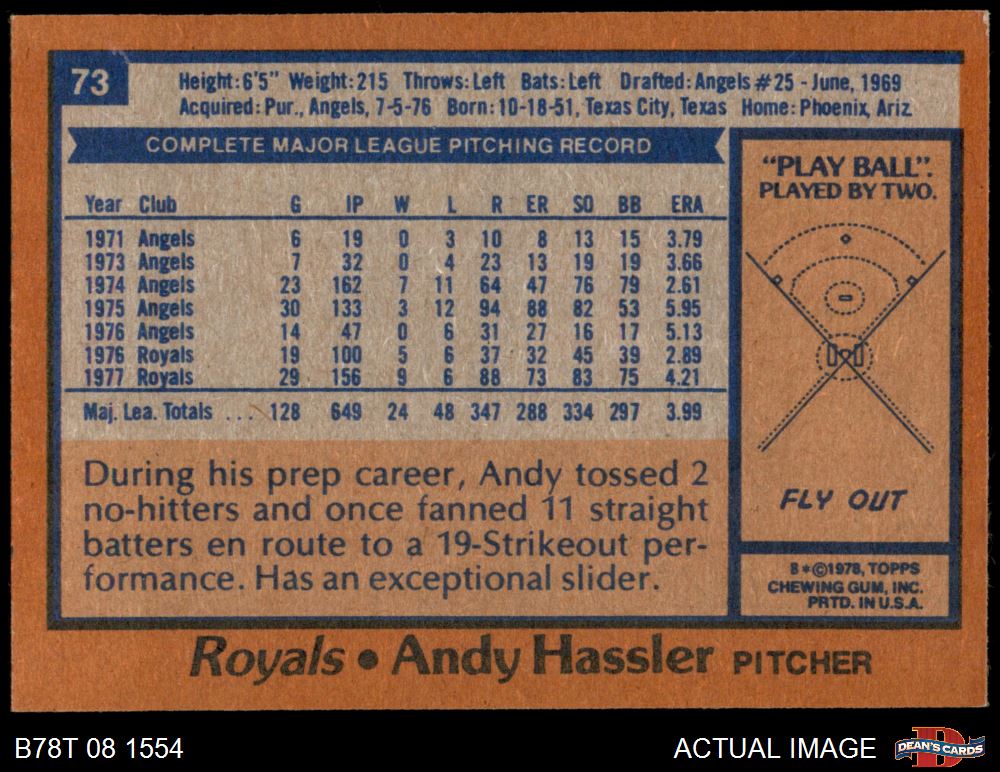 73
Height: 6'5" Weight: 215 Throws: Left Bats: Left Drafted: Angels #25 - June, 1969
Acquired: Pur., Angels, 7-5-76 Born: 10-18-51, Texas City, Texas Home: Phoenix, Ariz
COMPLETE MAJOR LEAGUE PITCHING RECORD
Year Club G IP W L R ER SO BB ERA
1971 Angels 6 19 0 3 10 8 13 15 3.79
1973 Angels 7 32 0 4 23 13 19 19 3.66
1974 Angels 23 162 7 11 64 47 76 79 2.61
1975 Angels 30 133 3 12 94 88 82 53 5.95
1976 Angels 14 47 0 6 31 27 16 17 5.13
1976 Royals 19 100 5 6 37 32 45 39 2.89
1977 Royals 29 156 9 6 88 73 83 75 4.21
Maj. Lea. Totals ... 128 649 24 48 347 288 334 297 3.99
During his prep career, Andy tossed 2
no-hitters and once fanned 11 straight
batters en route to a 19-Strikeout per-
formance. Has an exceptional slider.
"PLAY BALL".
PLAYED BY TWO.
FLY OUT
B*©1978, TOPPS
CHEWING GUM, INC.
PRTD. IN U.S.A.
Royals • Andy Hassler PITCHER
B78T 08 1554
ACTUAL IMAGE
DEAN'S CARDS